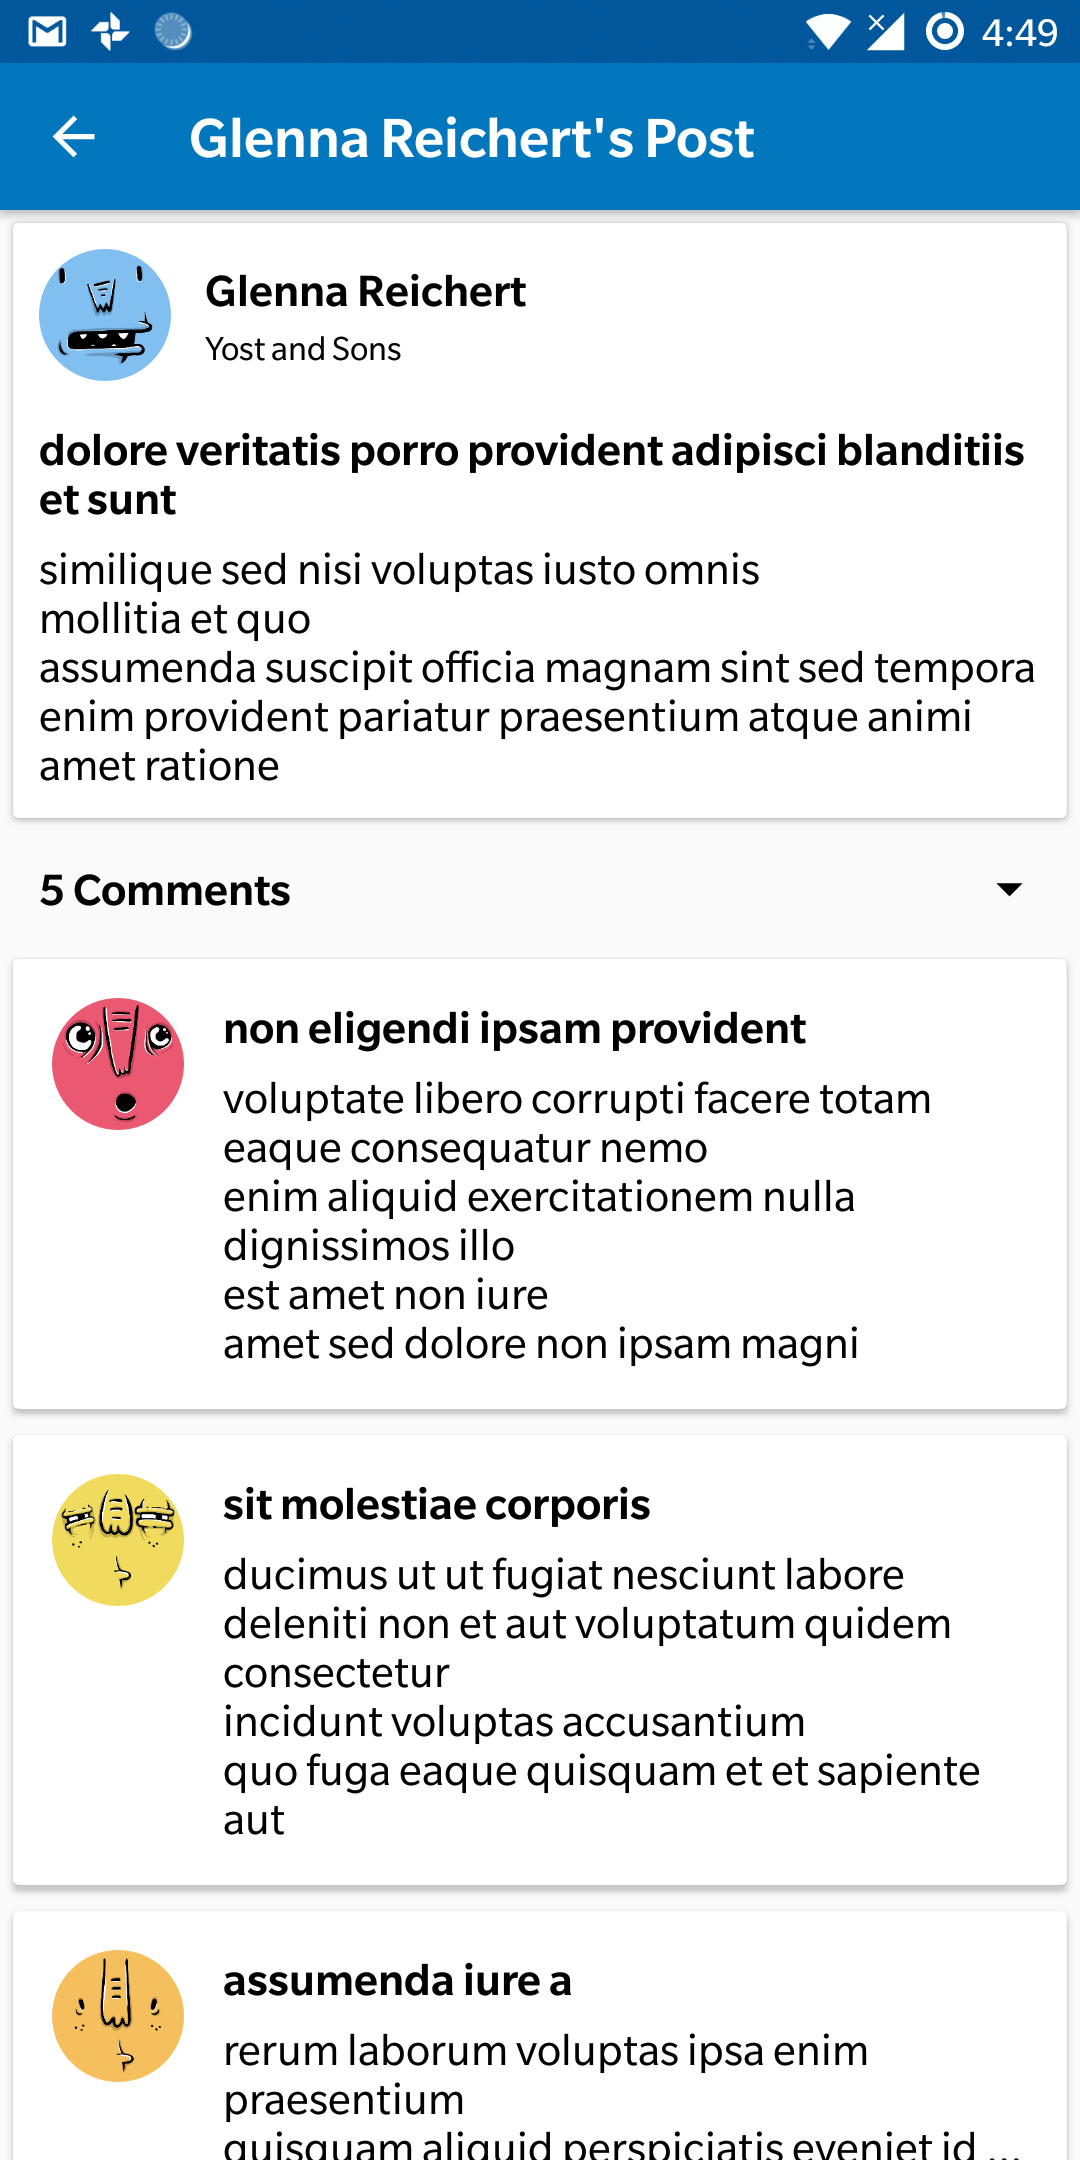 4:49
Glenna Reichert's Post
Glenna Reichert
Yost and Sons
dolore veritatis porro provident adipisci blanditiis
et sunt
similique sed nisi voluptas iusto omnis
mollitia et quo
assumenda suscipit officia magnam sint sed tempora
enim provident pariatur praesentium atque animi
amet ratione
5 Comments
non eligendi ipsam provident
voluptate libero corrupti facere totam
eaque consequatur nemo
enim aliquid exercitationem nulla
dignissimos illo
est amet non iure
amet sed dolore non ipsam magni
sit molestiae corporis
ducimus ut ut fugiat nesciunt labore
deleniti non et aut voluptatum quidem
consectetur
incidunt voluptas accusantium
quo fuga eaque quisquam et et sapiente
aut
assumenda iure a
rerum laborum voluptas ipsa enim
praesentium
quisquam aliquid perspiciatis eveniet id ...